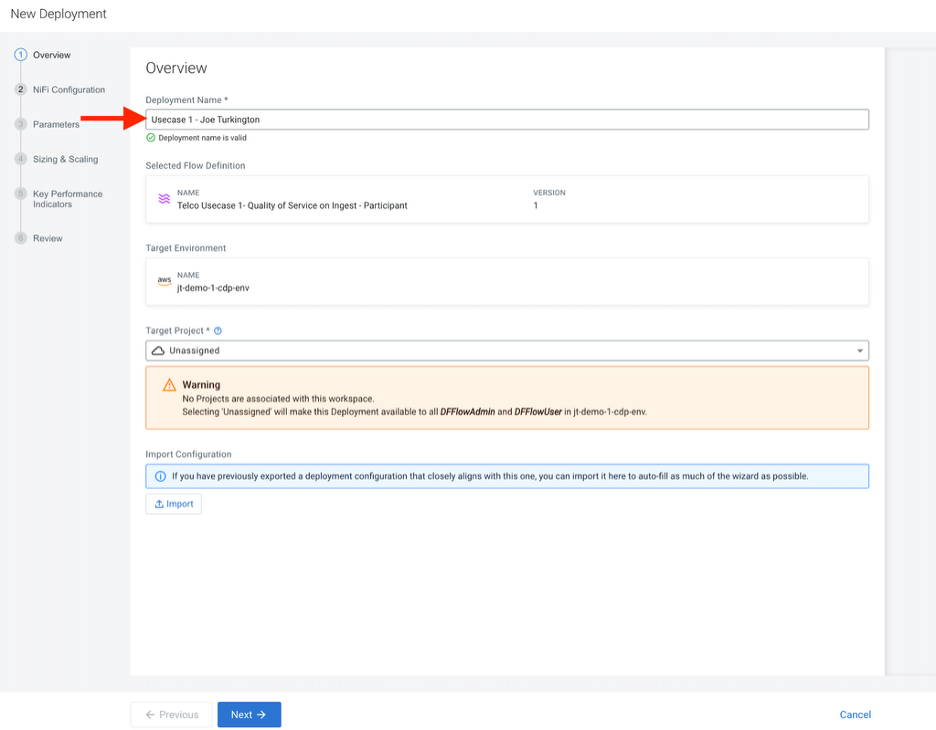 New Deployment
1 Overview
2 NiFi Configuration
3 Parameters
4 Sizing & Scaling
5 Key Performance
Indicators
6 Review
Overview
Deployment Name *
Usecase 1 - Joe Turkington
Deployment name is valid
Selected Flow Definition
NAME VERSION
Telco Usecase 1- Quality of Service on Ingest - Participant 1
Target Environment
aws NAME
jt-demo-1-cdp-env
Target Project *
Unassigned
Warning
No Projects are associated with this workspace.
Selecting 'Unassigned' will make this Deployment available to all DFFlowAdmin and DFFlowUser in jt-demo-1-cdp-env.
Import Configuration
If you have previously exported a deployment configuration that closely aligns with this one, you can import it here to auto-fill as much of the wizard as possible.
Import
Previous Next Cancel